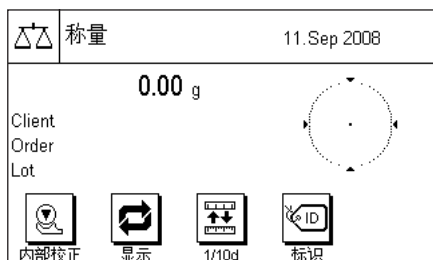 称量 11.Sep 2008
0.00 g
Client
Order
Lot
ID
内部校正 显示 1/10d 标识